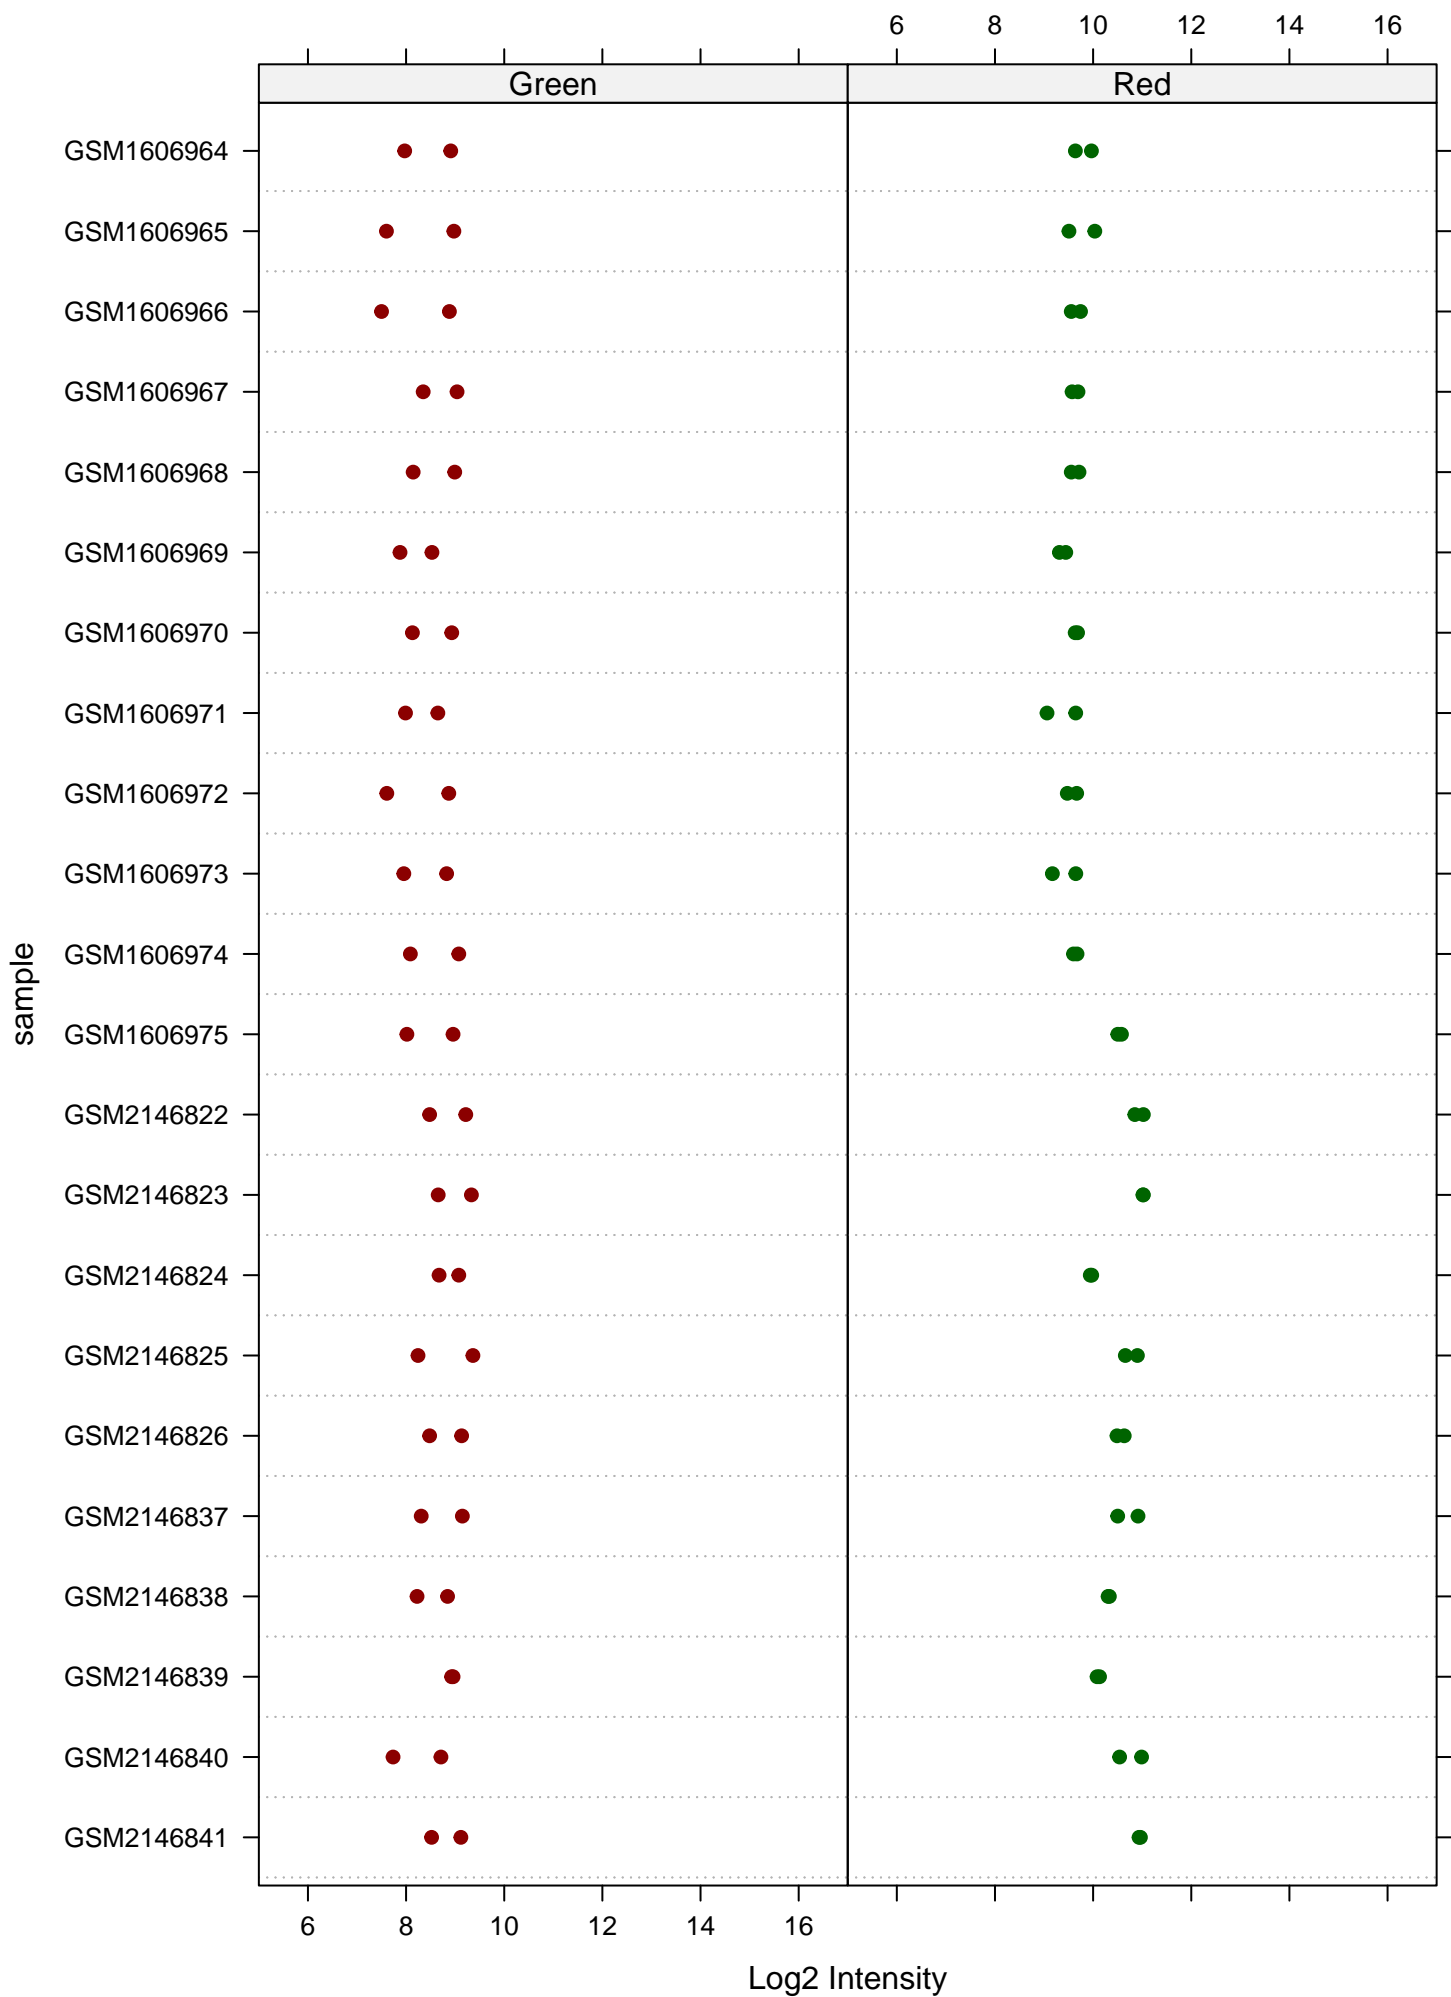 6 8 10 12 14 16
Green Red
GSM1606964
GSM1606965
GSM1606966
GSM1606967
GSM1606968
GSM1606969
GSM1606970
GSM1606971
GSM1606972
GSM1606973
GSM1606974
GSM1606975
GSM2146822
GSM2146823
GSM2146824
GSM2146825
GSM2146826
GSM2146837
GSM2146838
GSM2146839
GSM2146840
GSM2146841
sample
6 8 10 12 14 16
Log2 Intensity